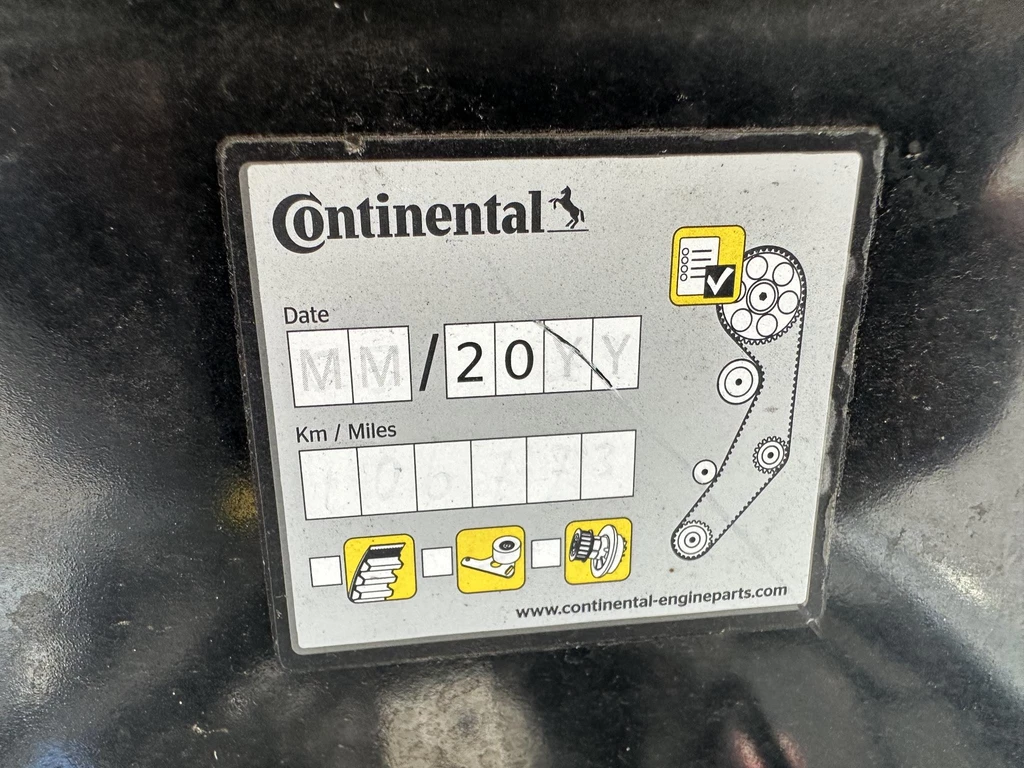 Continental
Date
MM/20YY
Km / Miles
www.continental-engineparts.com